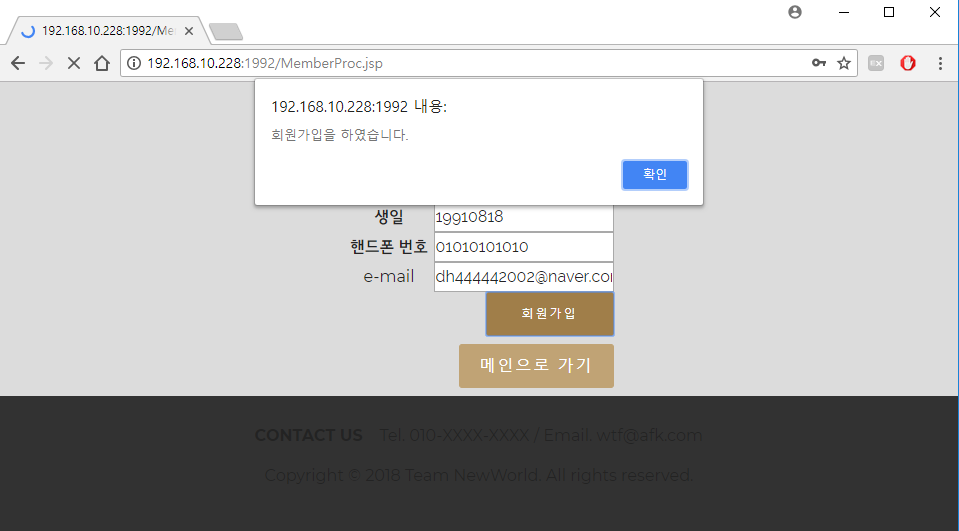 192.168.10.228:1992/Me
192.168.10.228:1992/MemberProc.jsp
192.168.10.228:1992 내용:
회원가입을 하였습니다.
확인
생일 19910818
핸드폰 번호 01010101010
e-mail dh444442002@naver.co
회원가입
메인으로 가기
CONTACT US Tel: 010-XXXX-XXXX / Email: wtf@afk.com
Copyright © 2018 Team NewWorld. All rights reserved.